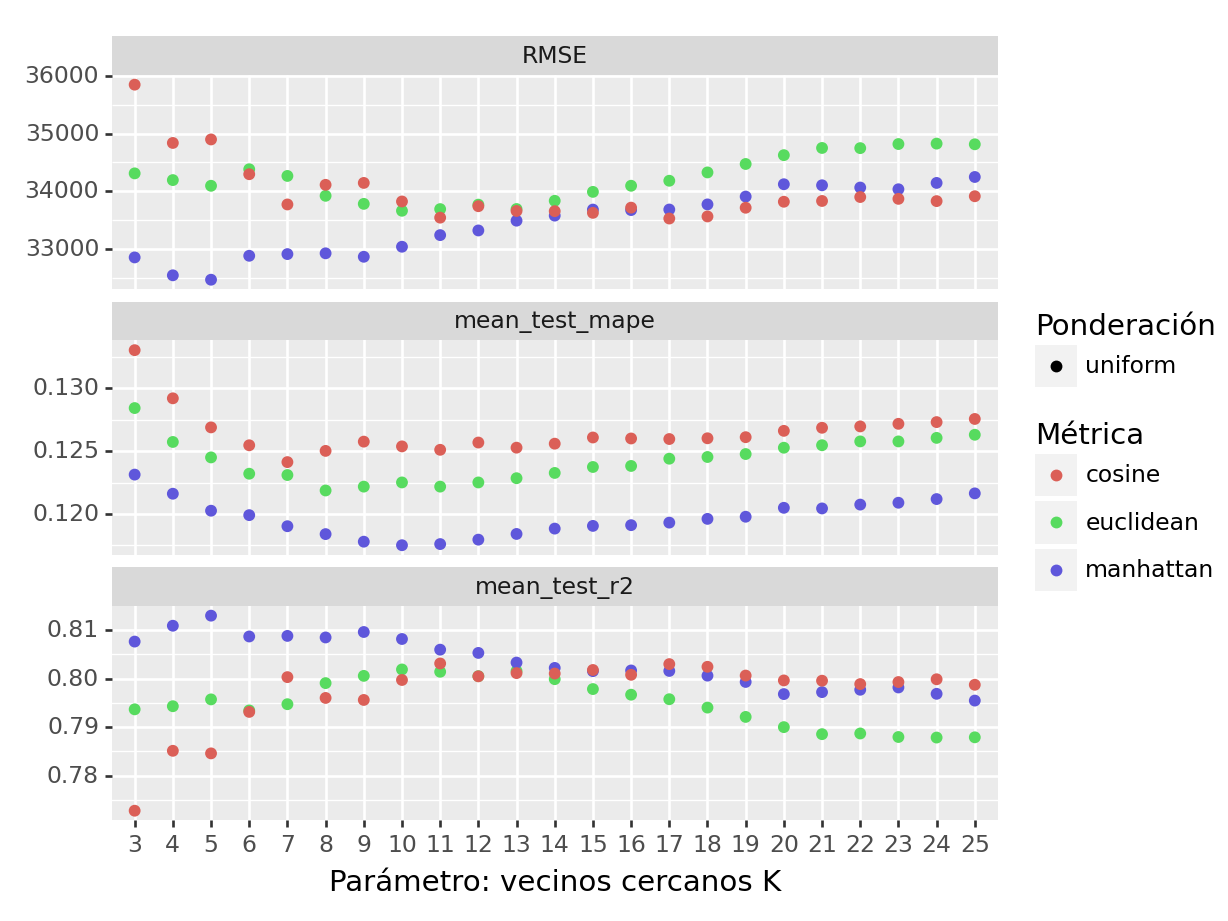 RMSE
36000
35000
34000
33000
mean_test_mape
0.130
0.125
0.120
mean_test_r2
0.81
0.80
0.79
0.78
3 4 5 6 7 8 9 10 11 12 13 14 15 16 17 18 19 20 21 22 23 24 25
Parámetro: vecinos cercanos K
Ponderación
uniform
Métrica
cosine
euclidean
manhattan